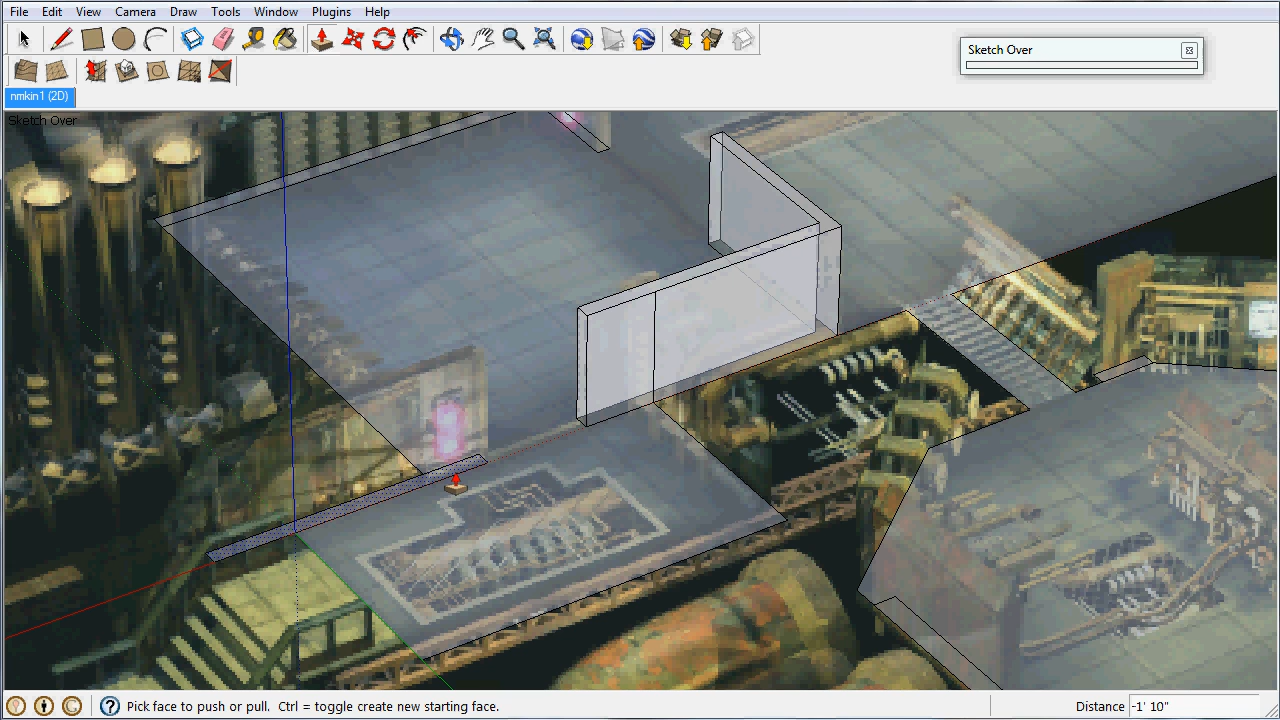 File Edit View Camera Draw Tools Window Plugins Help
Sketch Over
nmkin1 (2D)
Sketch Over
Pick face to push or pull. Ctrl = toggle create new starting face.
Distance -1' 10"